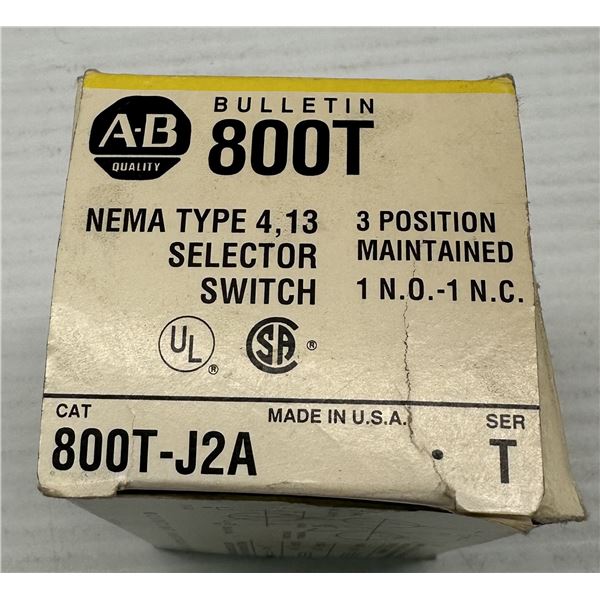 BULLETIN
A-B
QUALITY
800T
NEMA TYPE 4,13
SELECTOR
SWITCH
3 POSITION
MAINTAINED
1 N.O.-1 N.C.
UL ®
SA ®
CAT
MADE IN U.S.A.
SER
800T-J2A
T